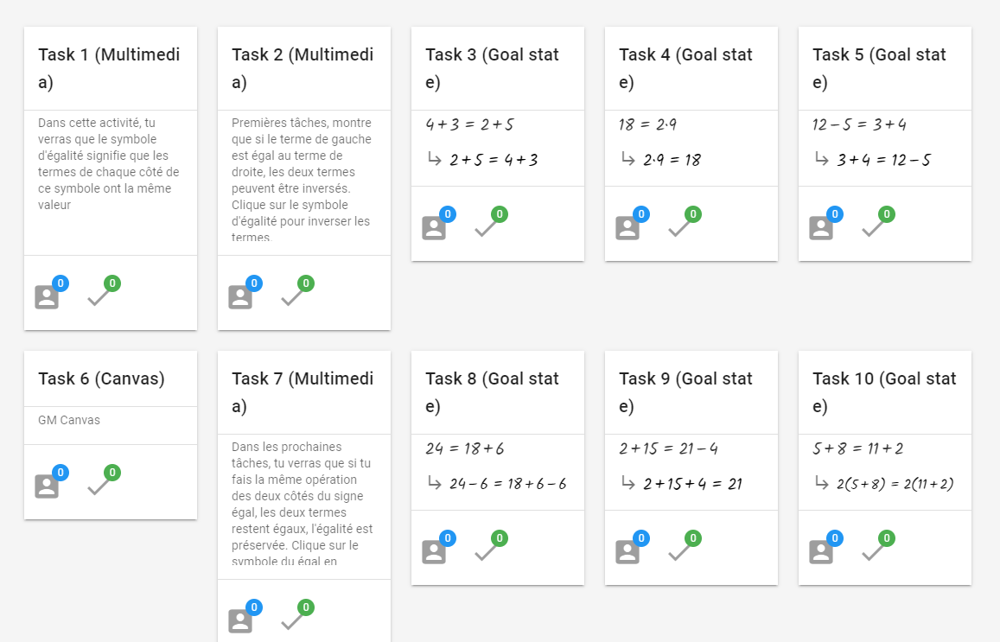 Task 1 (Multimedi
a)
Dans cette activité, tu
verras que le symbole
d'égalité signifie que les
termes de chaque côté de
ce symbole ont la même
valeur
0
0
Task 2 (Multimedi
a)
Premières tâches, montre
que si le terme de gauche
est égal au terme de
droite, les deux termes
peuvent être inversés.
Clique sur le symbole
d'égalité pour inverser les
termes.
0
0
Task 3 (Goal stat
e)
4+3 = 2+5
↳ 2+5 = 4+3
0
0
Task 4 (Goal stat
e)
18 = 2·9
↳ 2·9 = 18
0
0
Task 5 (Goal stat
e)
12−5 = 3+4
↳ 3+4 = 12−5
0
0
Task 6 (Canvas)
GM Canvas
0
0
Task 7 (Multimedi
a)
Dans les prochaines
tâches, tu verras que si tu
fais la même opération
des deux côtés du signe
égal, les deux termes
restent égaux, l'égalité est
préservée. Clique sur le
symbole du égal en
0
0
Task 8 (Goal stat
e)
24 = 18+6
↳ 24−6 = 18+6−6
0
0
Task 9 (Goal stat
e)
2+15 = 21−4
↳ 2+15+4 = 21
0
0
Task 10 (Goal stat
e)
5+8 = 11+2
↳ 2(5+8) = 2(11+2)
0
0